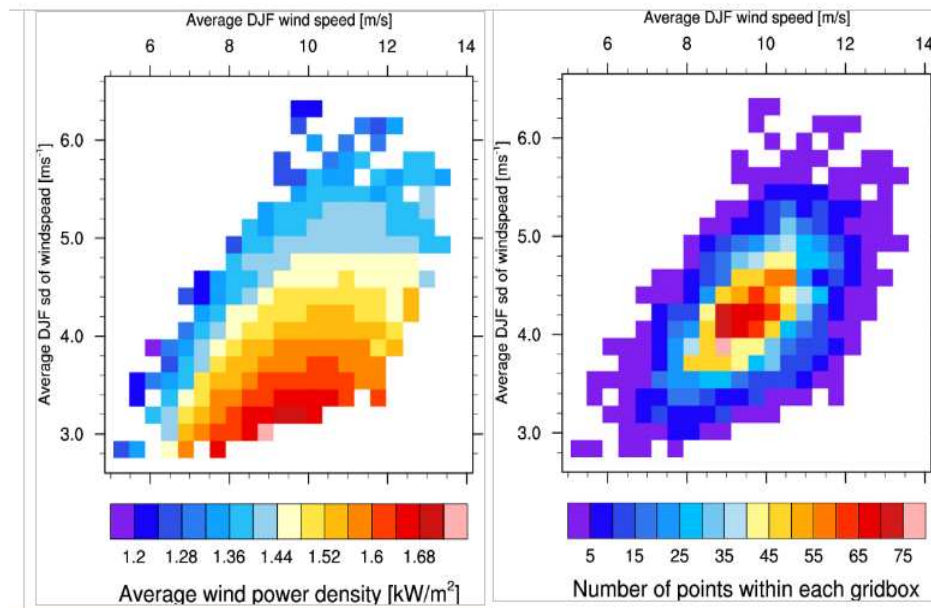 Average DJF wind speed [m/s]
6 8 10 12 14
Average DJF sd of windspead [ms⁻¹]
6.0
5.0
4.0
3.0
1.2 1.28 1.36 1.44 1.52 1.6 1.68
Average wind power density [kW/m²]
Average DJF wind speed [m/s]
6 8 10 12 14
Average DJF sd of windspead [ms⁻¹]
6.0
5.0
4.0
3.0
5 15 25 35 45 55 65 75
Number of points within each gridbox